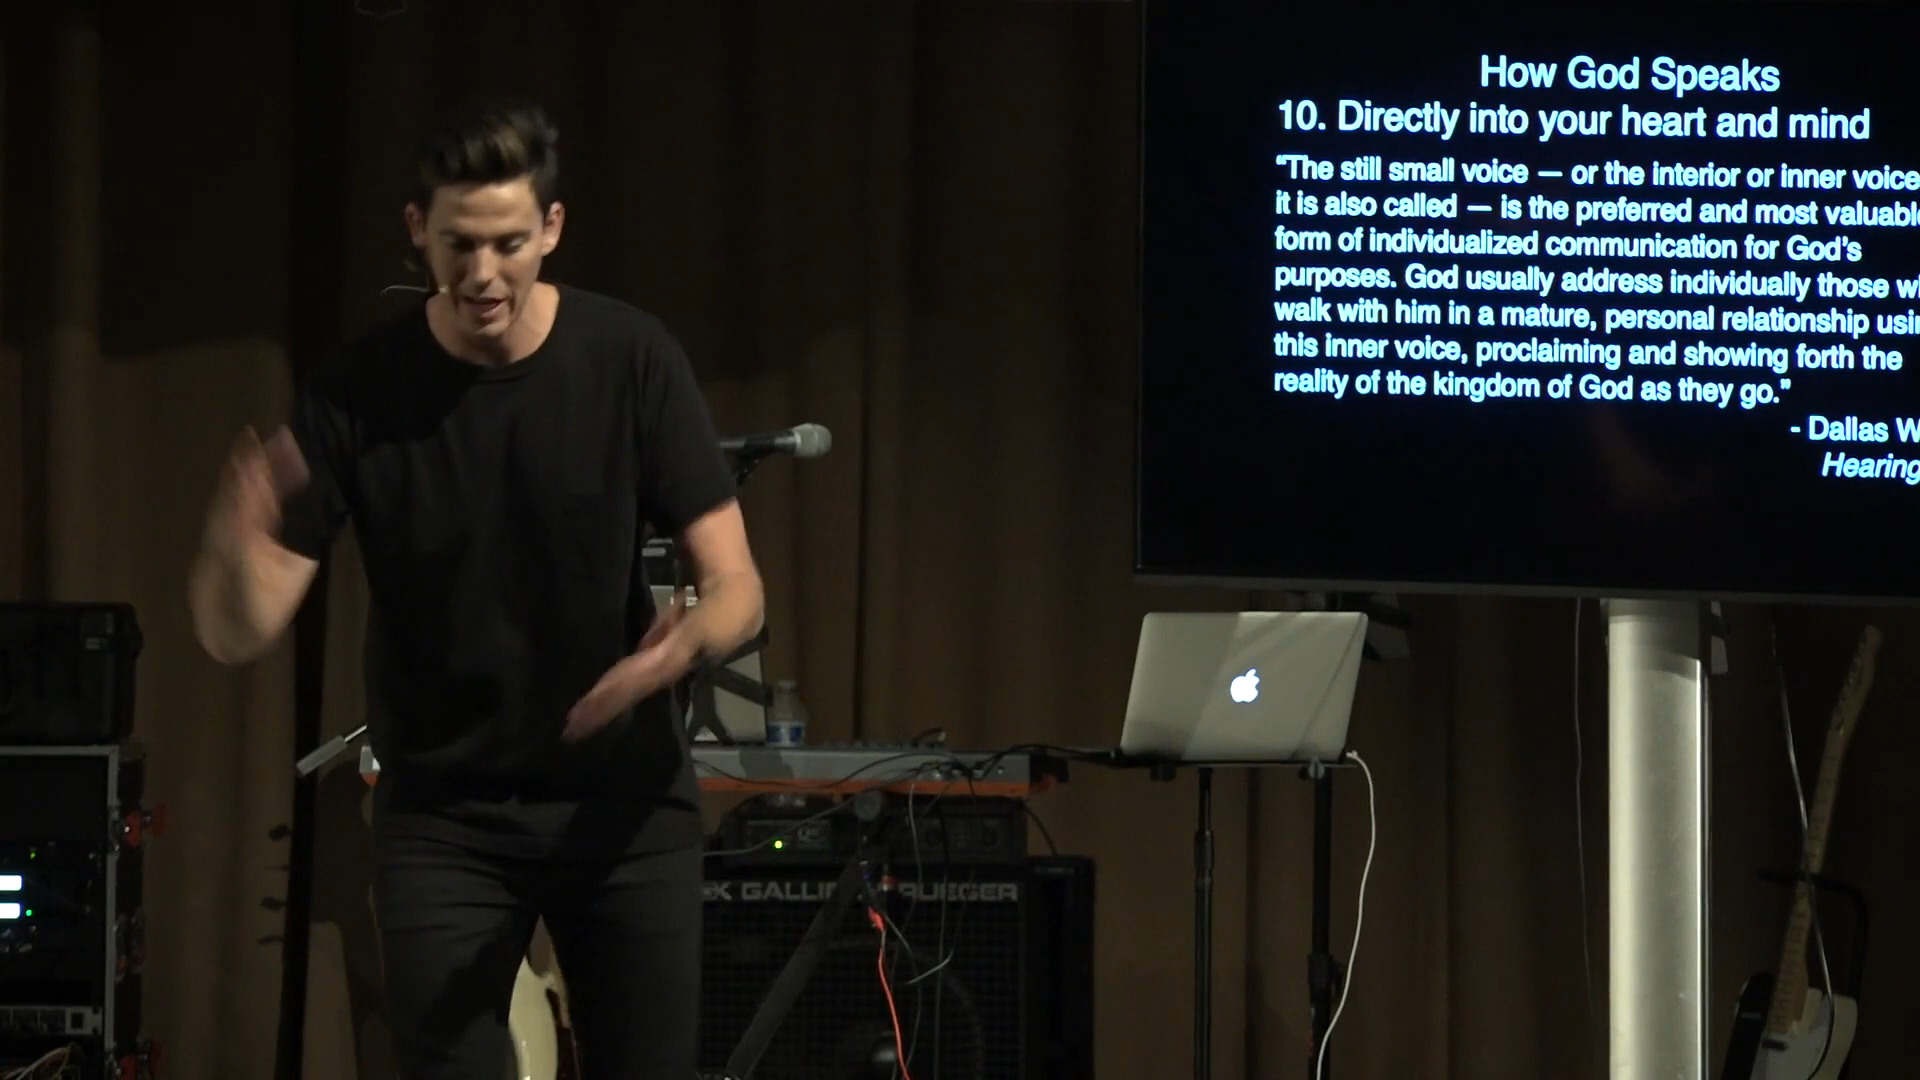 How God Speaks
10. Directly into your heart and mind
“The still small voice — or the interior or inner voice
it is also called — is the preferred and most valuable
form of individualized communication for God’s
purposes. God usually address individually those
walk with him in a mature, personal relationship
this inner voice, proclaiming and showing forth the
reality of the kingdom of God as they go.”
- Dallas
Hearing
GALLIEN KRUEGER